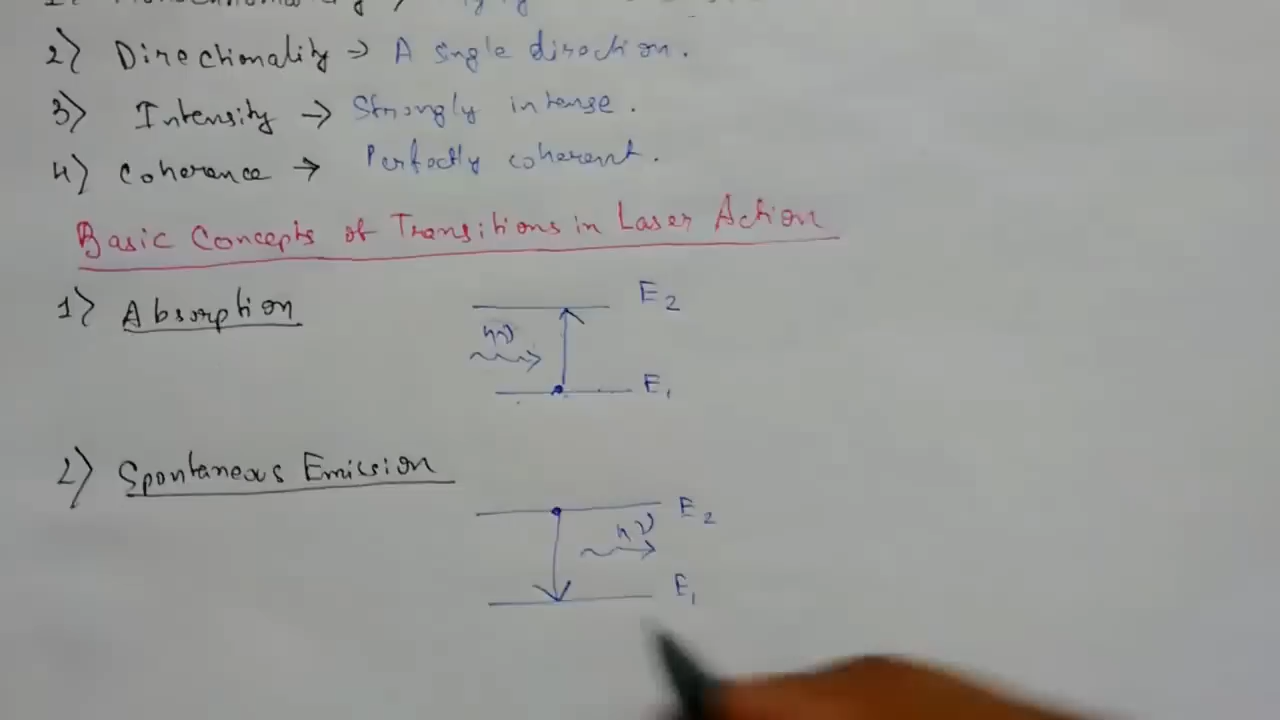 2) Directionality → A single direction.
3) Intensity → Strongly intense.
4) Coherence → Perfectly coherent.
Basic Concepts of Transitions in Laser Action
1) Absorption
E2
hν
E1
2) Spontaneous Emission
E2
hν
E1